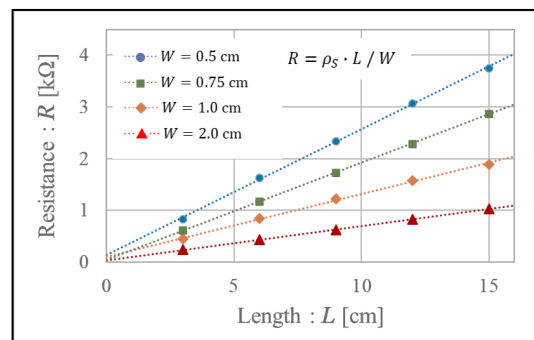 Resistance : R [kΩ]
4
3
2
1
0
W = 0.5 cm
W = 0.75 cm
W = 1.0 cm
W = 2.0 cm
R = ρS · L / W
0 5 10 15
Length : L [cm]